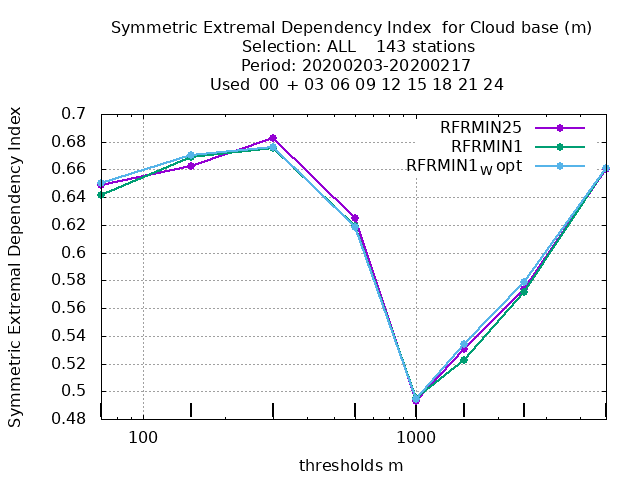 Symmetric Extremal Dependency Index  for Cloud base (m)
Selection: ALL    143 stations
Period: 20200203-20200217
Used  00 + 03 06 09 12 15 18 21 24
Symmetric Extremal Dependency Index
0.7
0.68
0.66
0.64
0.62
0.6
0.58
0.56
0.54
0.52
0.5
0.48
RFRMIN25
RFRMIN1
RFRMIN1W opt
100
1000
thresholds m